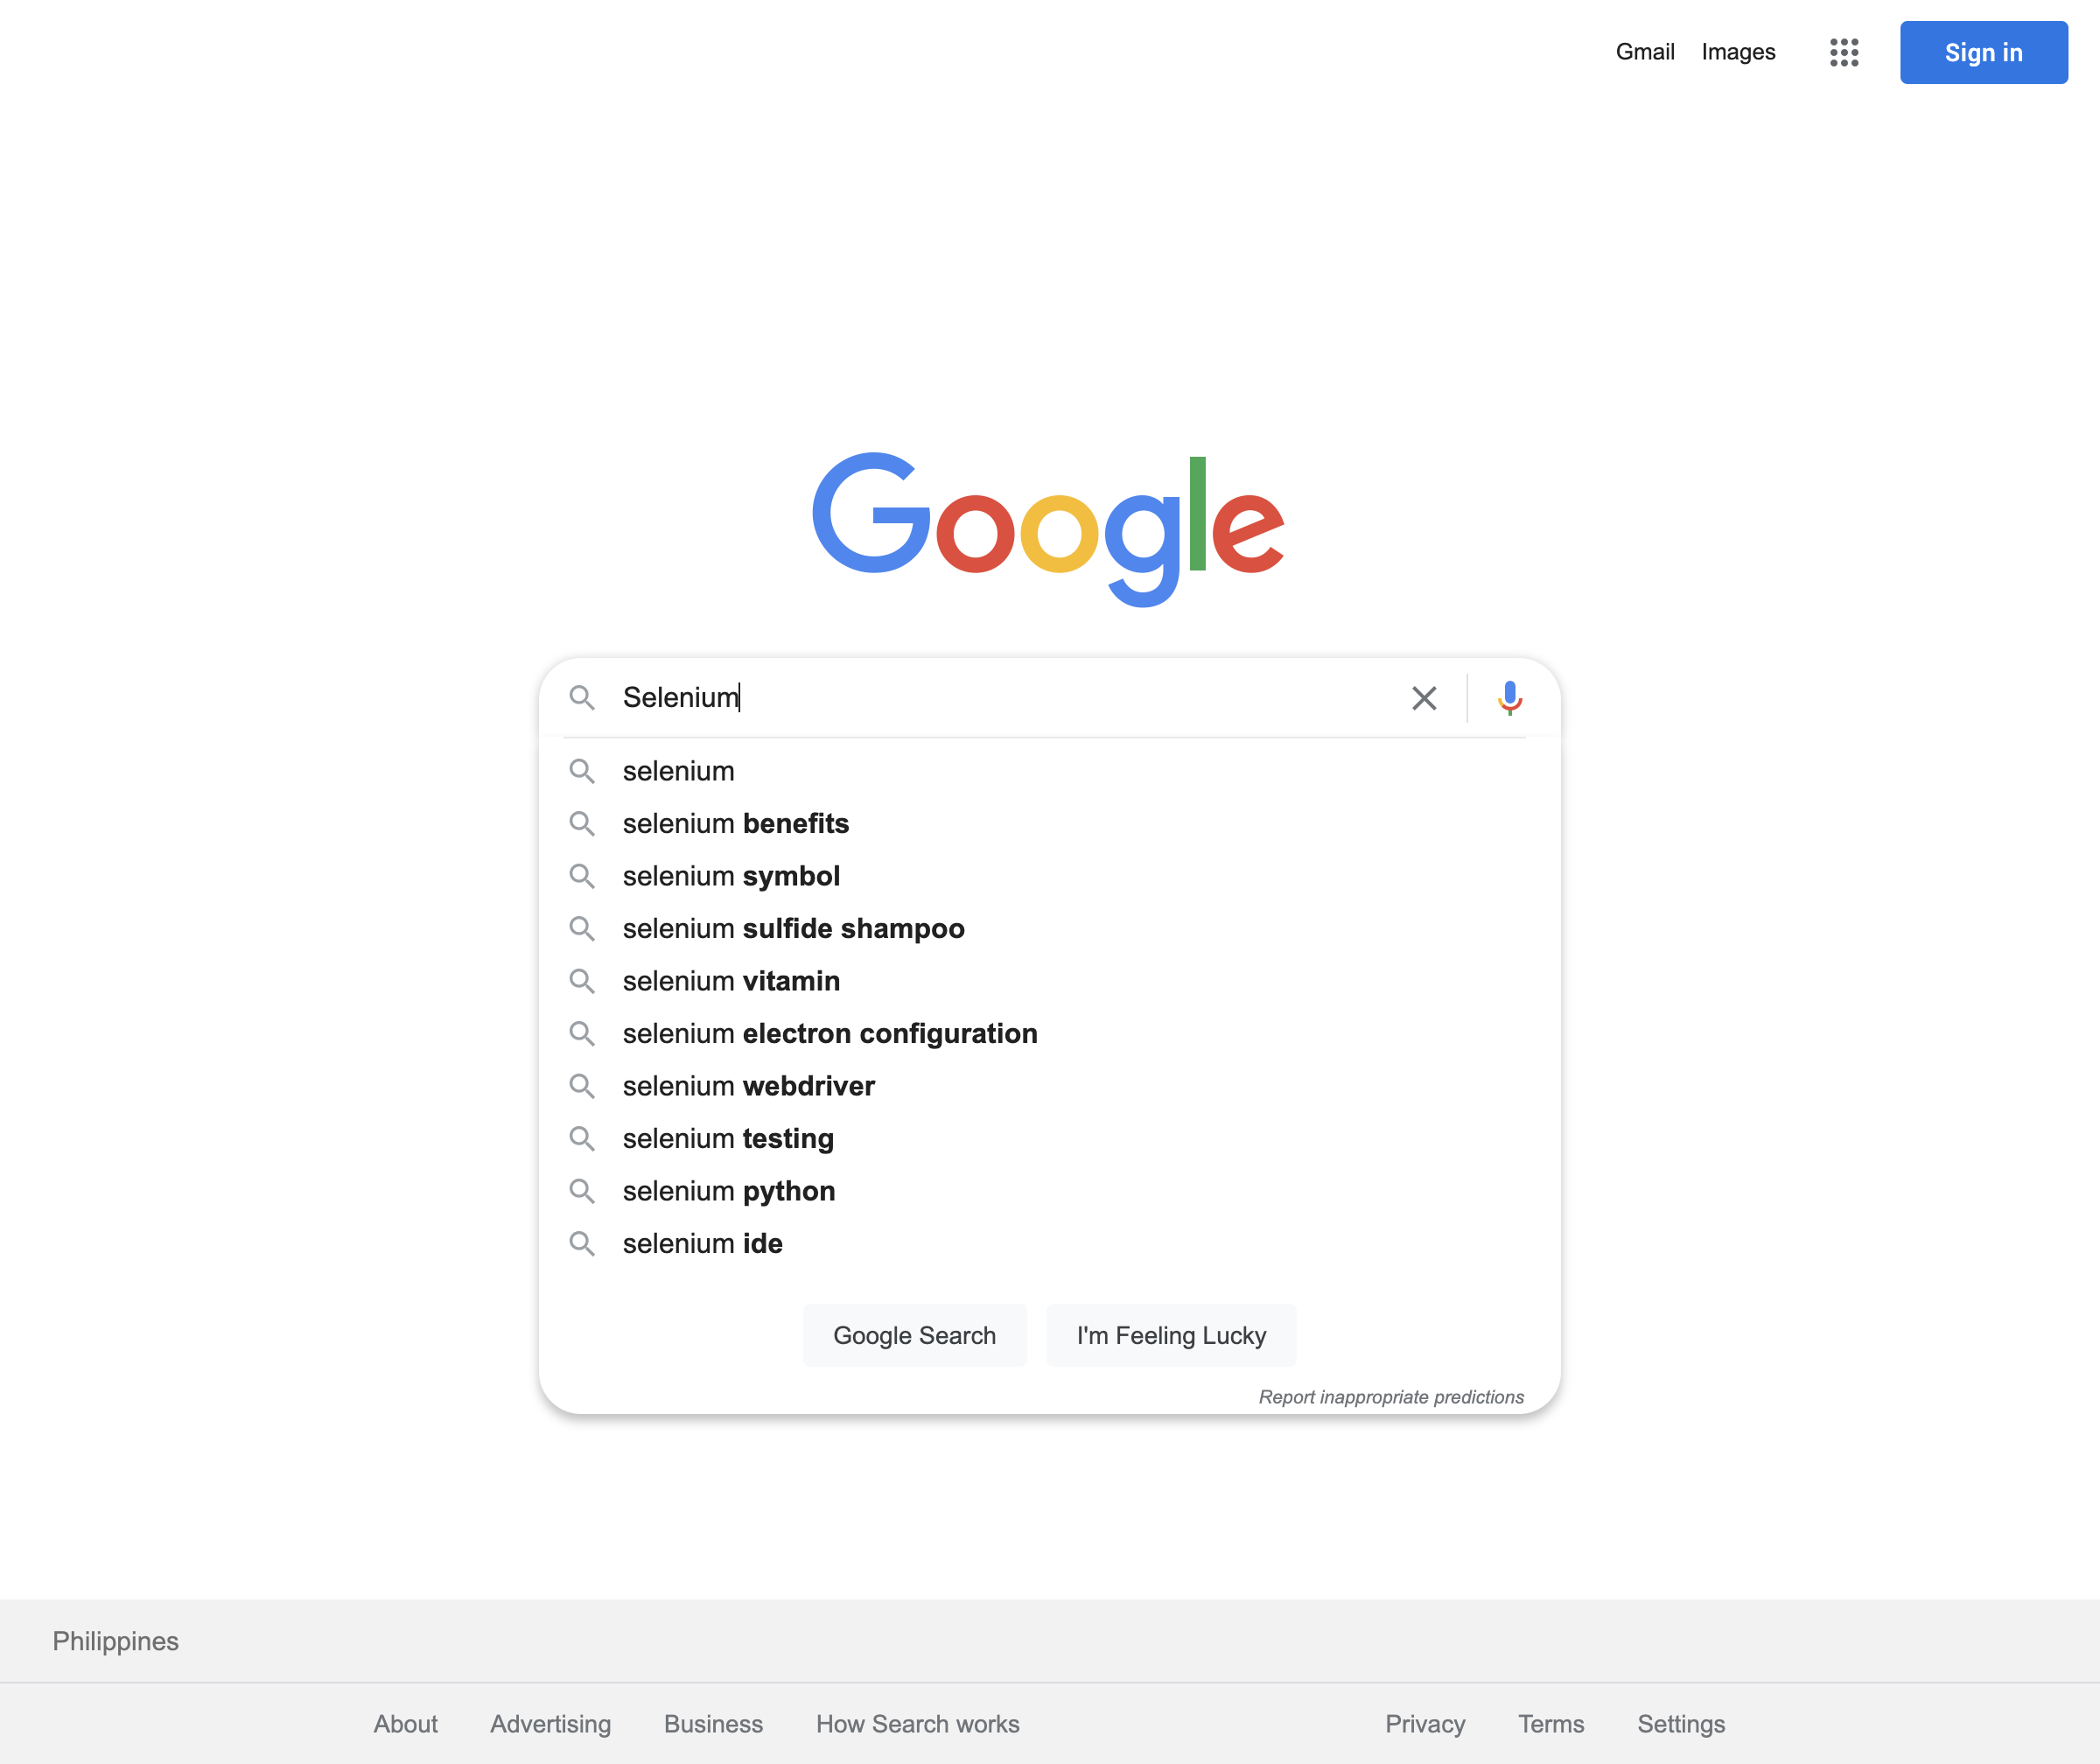 Gmail Images Sign in
Google
Selenium
selenium
selenium benefits
selenium symbol
selenium sulfide shampoo
selenium vitamin
selenium electron configuration
selenium webdriver
selenium testing
selenium python
selenium ide
Google Search I'm Feeling Lucky
Report inappropriate predictions
Philippines
About Advertising Business How Search works Privacy Terms Settings